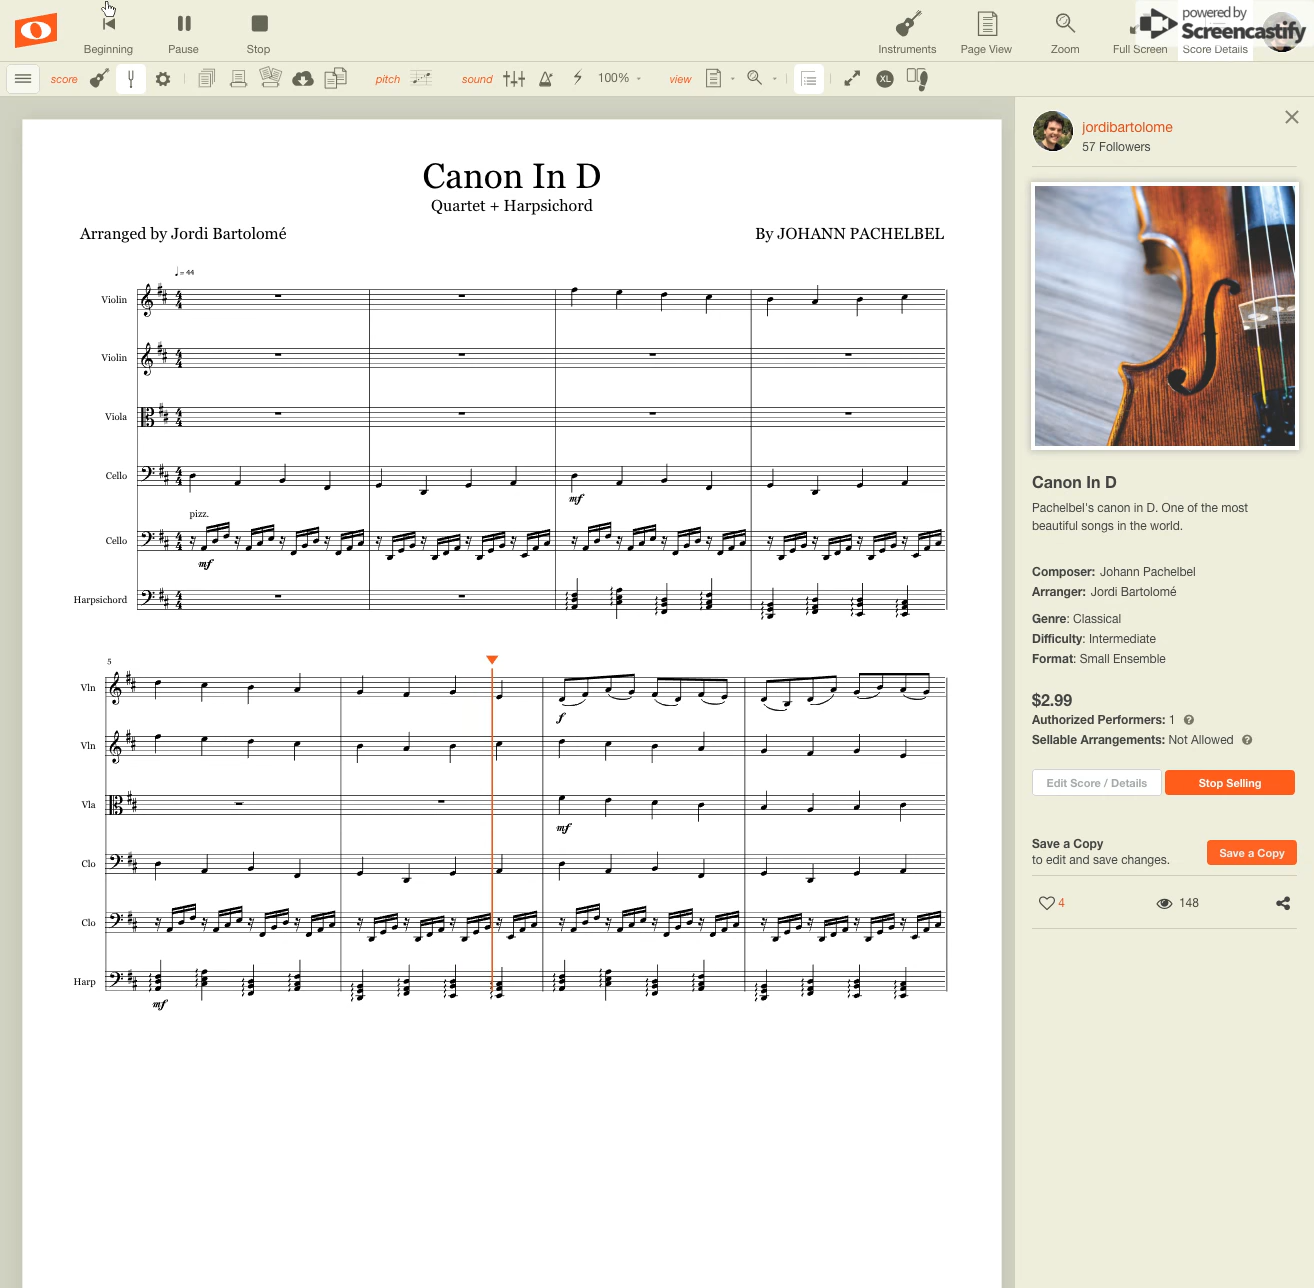 Beginning
Pause
Stop
Instruments
Page View
Zoom
Full Screen
Score Details
powered by
Screencastify
score
pitch
sound
100%
view
XL
Canon In D
Quartet + Harpsichord
Arranged by Jordi Bartolomé
By JOHANN PACHELBEL
♩= 44
Violin
Violin
Viola
Cello
mf
pizz.
Cello
mf
Harpsichord
5
Vln
f
Vln
Vla
mf
Clo
Clo
Harp
mf
jordibartolome
57 Followers
Canon In D
Pachelbel's canon in D. One of the most
beautiful songs in the world.
Composer: Johann Pachelbel
Arranger: Jordi Bartolomé
Genre: Classical
Difficulty: Intermediate
Format: Small Ensemble
$2.99
Authorized Performers: 1 ?
Sellable Arrangements: Not Allowed ?
Edit Score / Details
Stop Selling
Save a Copy
to edit and save changes.
Save a Copy
4
148